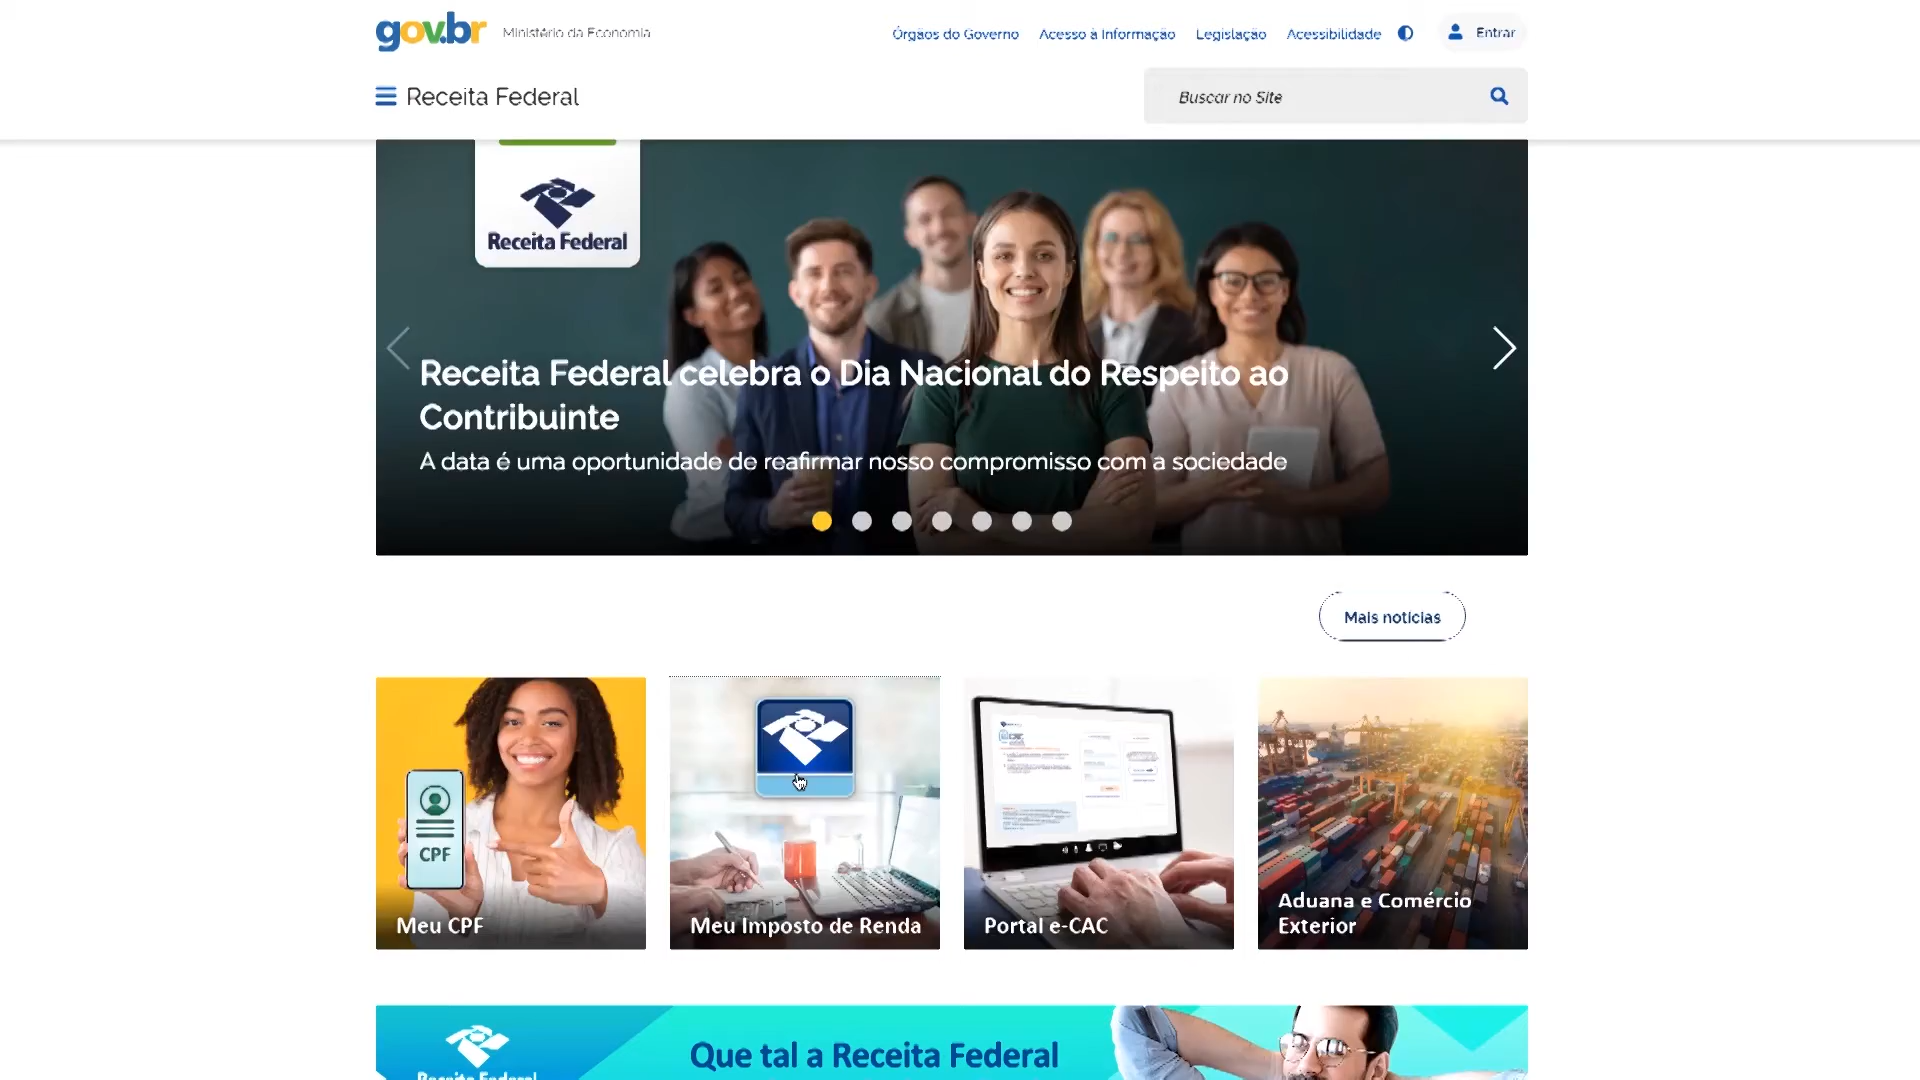 gov.br Ministério da Economia
Órgãos do Governo Acesso à Informação Legislação Acessibilidade Entrar
Receita Federal
Buscar no Site
Receita Federal
Receita Federal celebra o Dia Nacional do Respeito ao
Contribuinte
A data é uma oportunidade de reafirmar nosso compromisso com a sociedade
Mais notícias
CPF
Meu CPF
Meu Imposto de Renda
Portal e-CAC
Aduana e Comércio
Exterior
Que tal a Receita Federal
Receita Federal